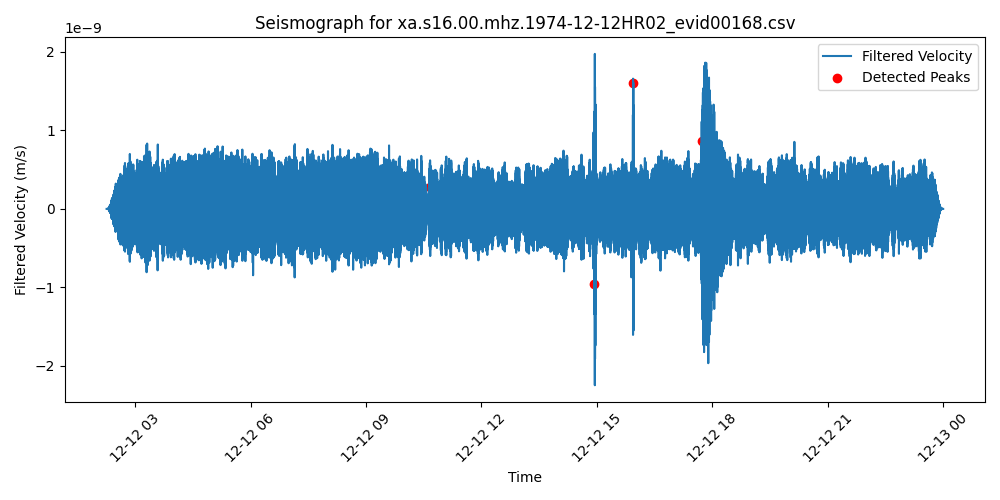 Seismograph for xa.s16.00.mhz.1974-12-12HR02_evid00168.csv
1e−9
Filtered Velocity
Detected Peaks
2
1
0
−1
−2
Filtered Velocity (m/s)
12-12 03
12-12 06
12-12 09
12-12 12
12-12 15
12-12 18
12-12 21
12-13 00
Time